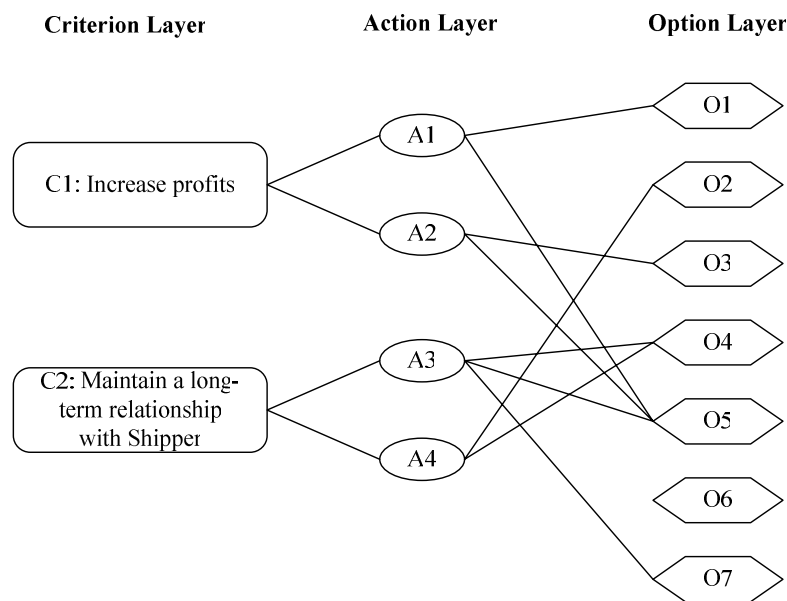 Criterion Layer
Action Layer
Option Layer
C1: Increase profits
C2: Maintain a long-
term relationship
with Shipper
A1
A2
A3
A4
O1
O2
O3
O4
O5
O6
O7